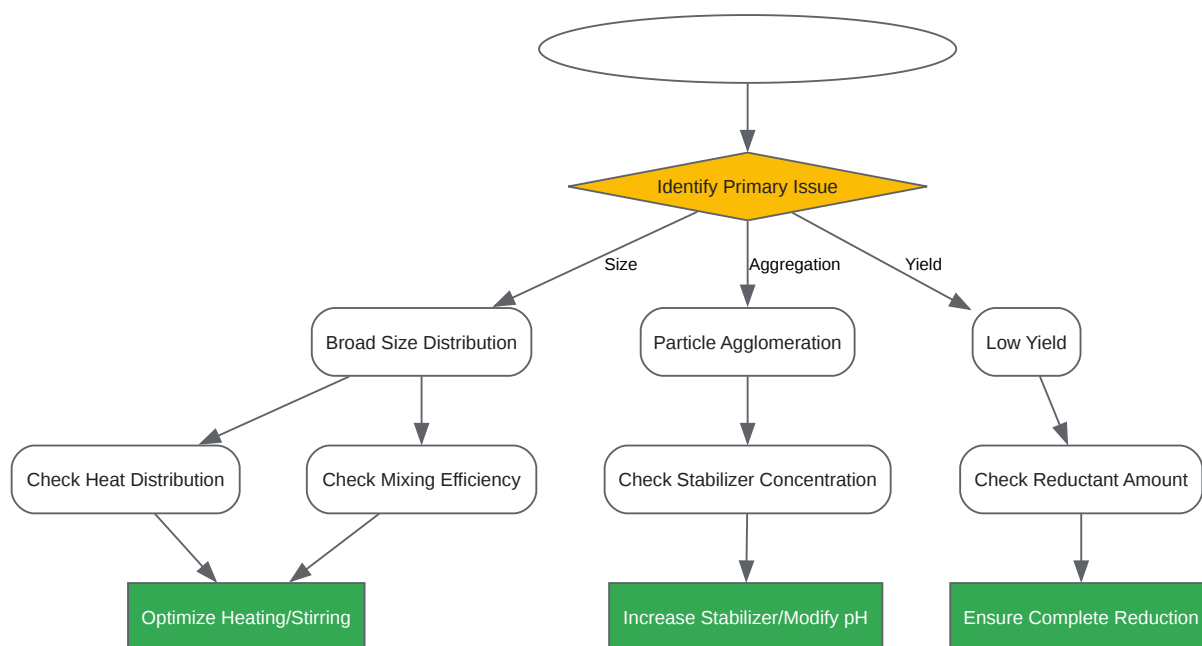 Identify Primary Issue
Size
Aggregation
Yield
Broad Size Distribution
Particle Agglomeration
Low Yield
Check Heat Distribution
Check Mixing Efficiency
Check Stabilizer Concentration
Check Reductant Amount
Optimize Heating/Stirring
Increase Stabilizer/Modify pH
Ensure Complete Reduction